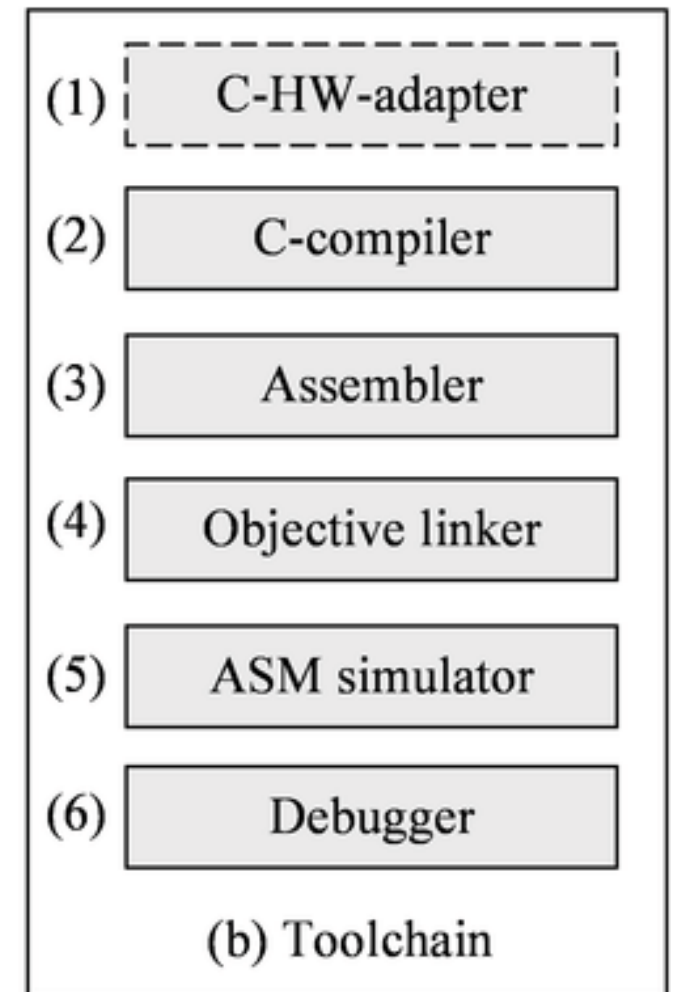 (1) C-HW-adapter
(2) C-compiler
(3) Assembler
(4) Objective linker
(5) ASM simulator
(6) Debugger
(b) Toolchain